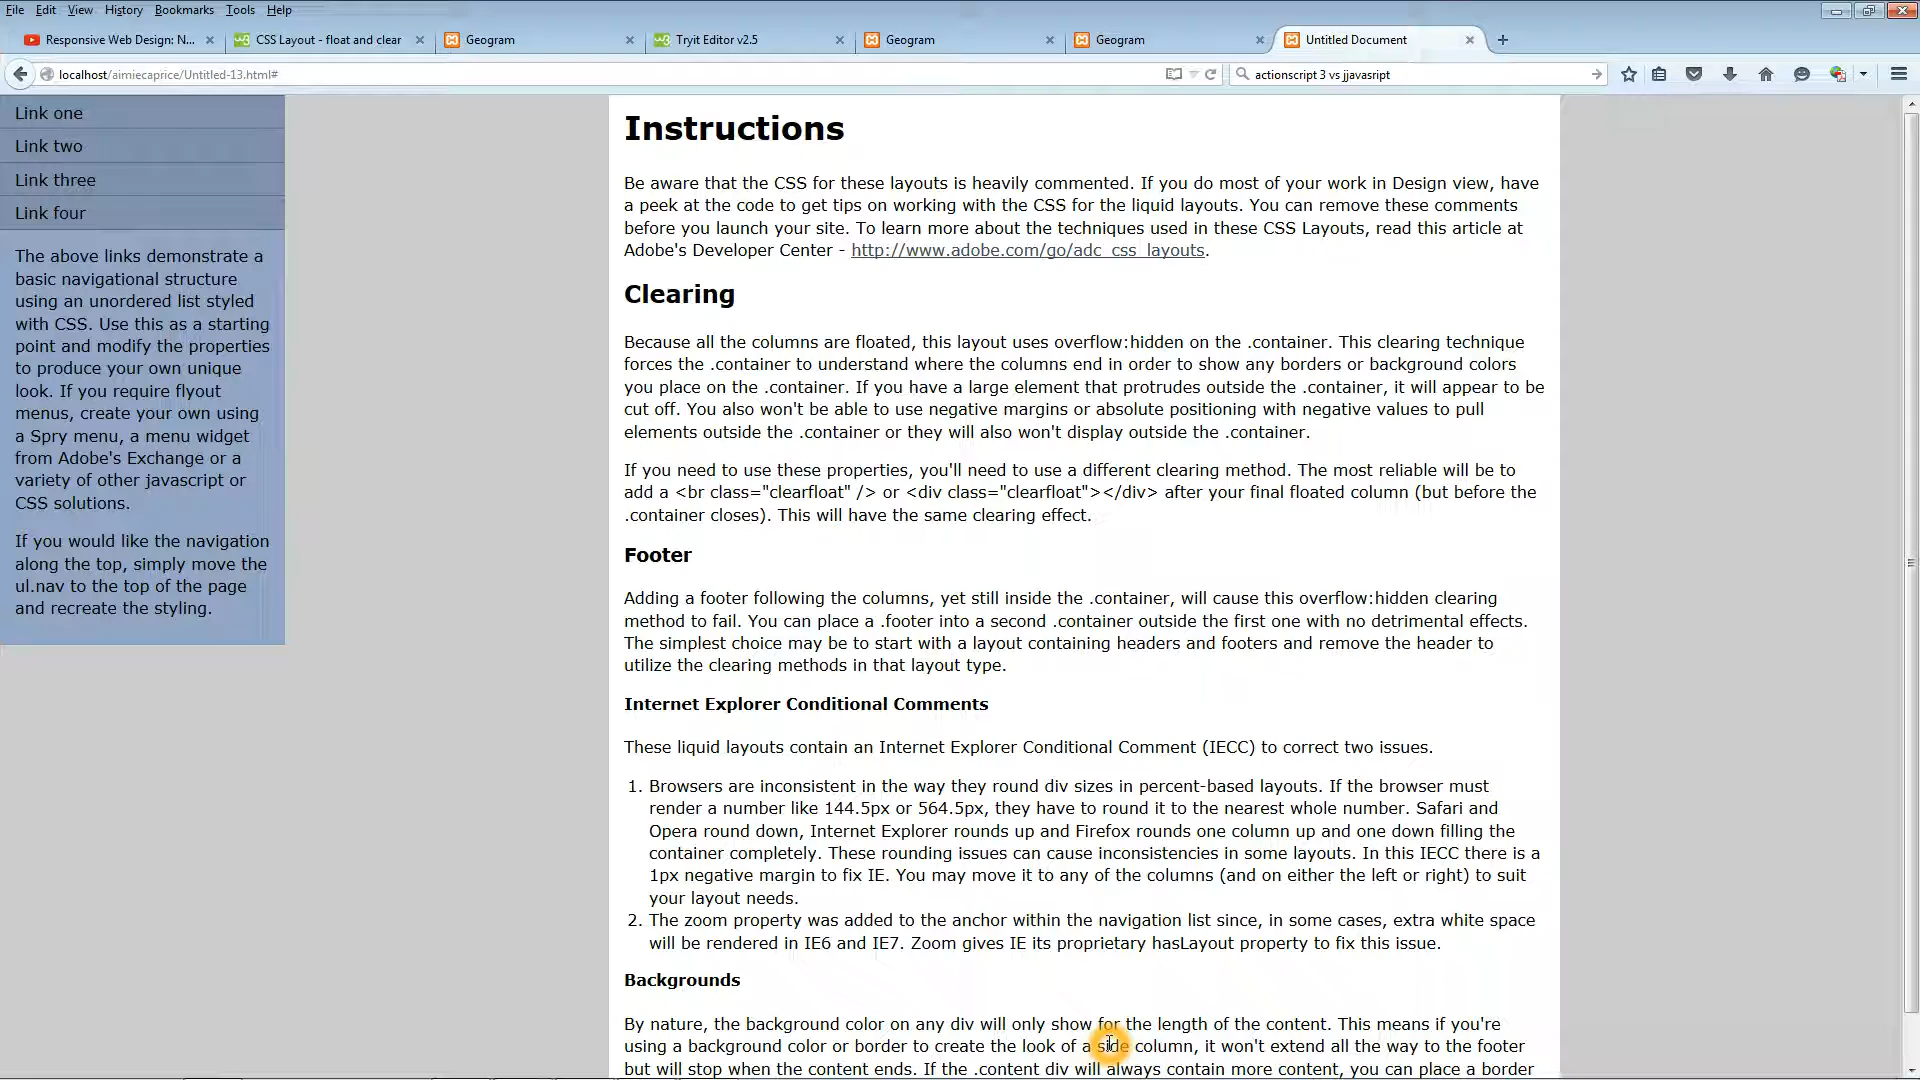 File Edit View History Bookmarks Tools Help
Responsive Web Design: N...
CSS Layout - float and clear
Geogram
Tryit Editor v2.5
Geogram
Geogram
Untitled Document
localhost/aimiecaprice/Untitled-13.html#
actionscript 3 vs jjavasript
Link one
Link two
Link three
Link four
The above links demonstrate a
basic navigational structure
using an unordered list styled
with CSS. Use this as a starting
point and modify the properties
to produce your own unique
look. If you require flyout
menus, create your own using
a Spry menu, a menu widget
from Adobe's Exchange or a
variety of other javascript or
CSS solutions.
If you would like the navigation
along the top, simply move the
ul.nav to the top of the page
and recreate the styling.
Instructions
Be aware that the CSS for these layouts is heavily commented. If you do most of your work in Design view, have
a peek at the code to get tips on working with the CSS for the liquid layouts. You can remove these comments
before you launch your site. To learn more about the techniques used in these CSS Layouts, read this article at
Adobe's Developer Center - http://www.adobe.com/go/adc_css_layouts.
Clearing
Because all the columns are floated, this layout uses overflow:hidden on the .container. This clearing technique
forces the .container to understand where the columns end in order to show any borders or background colors
you place on the .container. If you have a large element that protrudes outside the .container, it will appear to be
cut off. You also won't be able to use negative margins or absolute positioning with negative values to pull
elements outside the .container or they will also won't display outside the .container.
If you need to use these properties, you'll need to use a different clearing method. The most reliable will be to
add a <br class="clearfloat" /> or <div class="clearfloat"></div> after your final floated column (but before the
.container closes). This will have the same clearing effect.
Footer
Adding a footer following the columns, yet still inside the .container, will cause this overflow:hidden clearing
method to fail. You can place a .footer into a second .container outside the first one with no detrimental effects.
The simplest choice may be to start with a layout containing headers and footers and remove the header to
utilize the clearing methods in that layout type.
Internet Explorer Conditional Comments
These liquid layouts contain an Internet Explorer Conditional Comment (IECC) to correct two issues.
1. Browsers are inconsistent in the way they round div sizes in percent-based layouts. If the browser must
render a number like 144.5px or 564.5px, they have to round it to the nearest whole number. Safari and
Opera round down, Internet Explorer rounds up and Firefox rounds one column up and one down filling the
container completely. These rounding issues can cause inconsistencies in some layouts. In this IECC there is a
1px negative margin to fix IE. You may move it to any of the columns (and on either the left or right) to suit
your layout needs.
2. The zoom property was added to the anchor within the navigation list since, in some cases, extra white space
will be rendered in IE6 and IE7. Zoom gives IE its proprietary hasLayout property to fix this issue.
Backgrounds
By nature, the background color on any div will only show for the length of the content. This means if you're
using a background color or border to create the look of a side column, it won't extend all the way to the footer
but will stop when the content ends. If the .content div will always contain more content, you can place a border